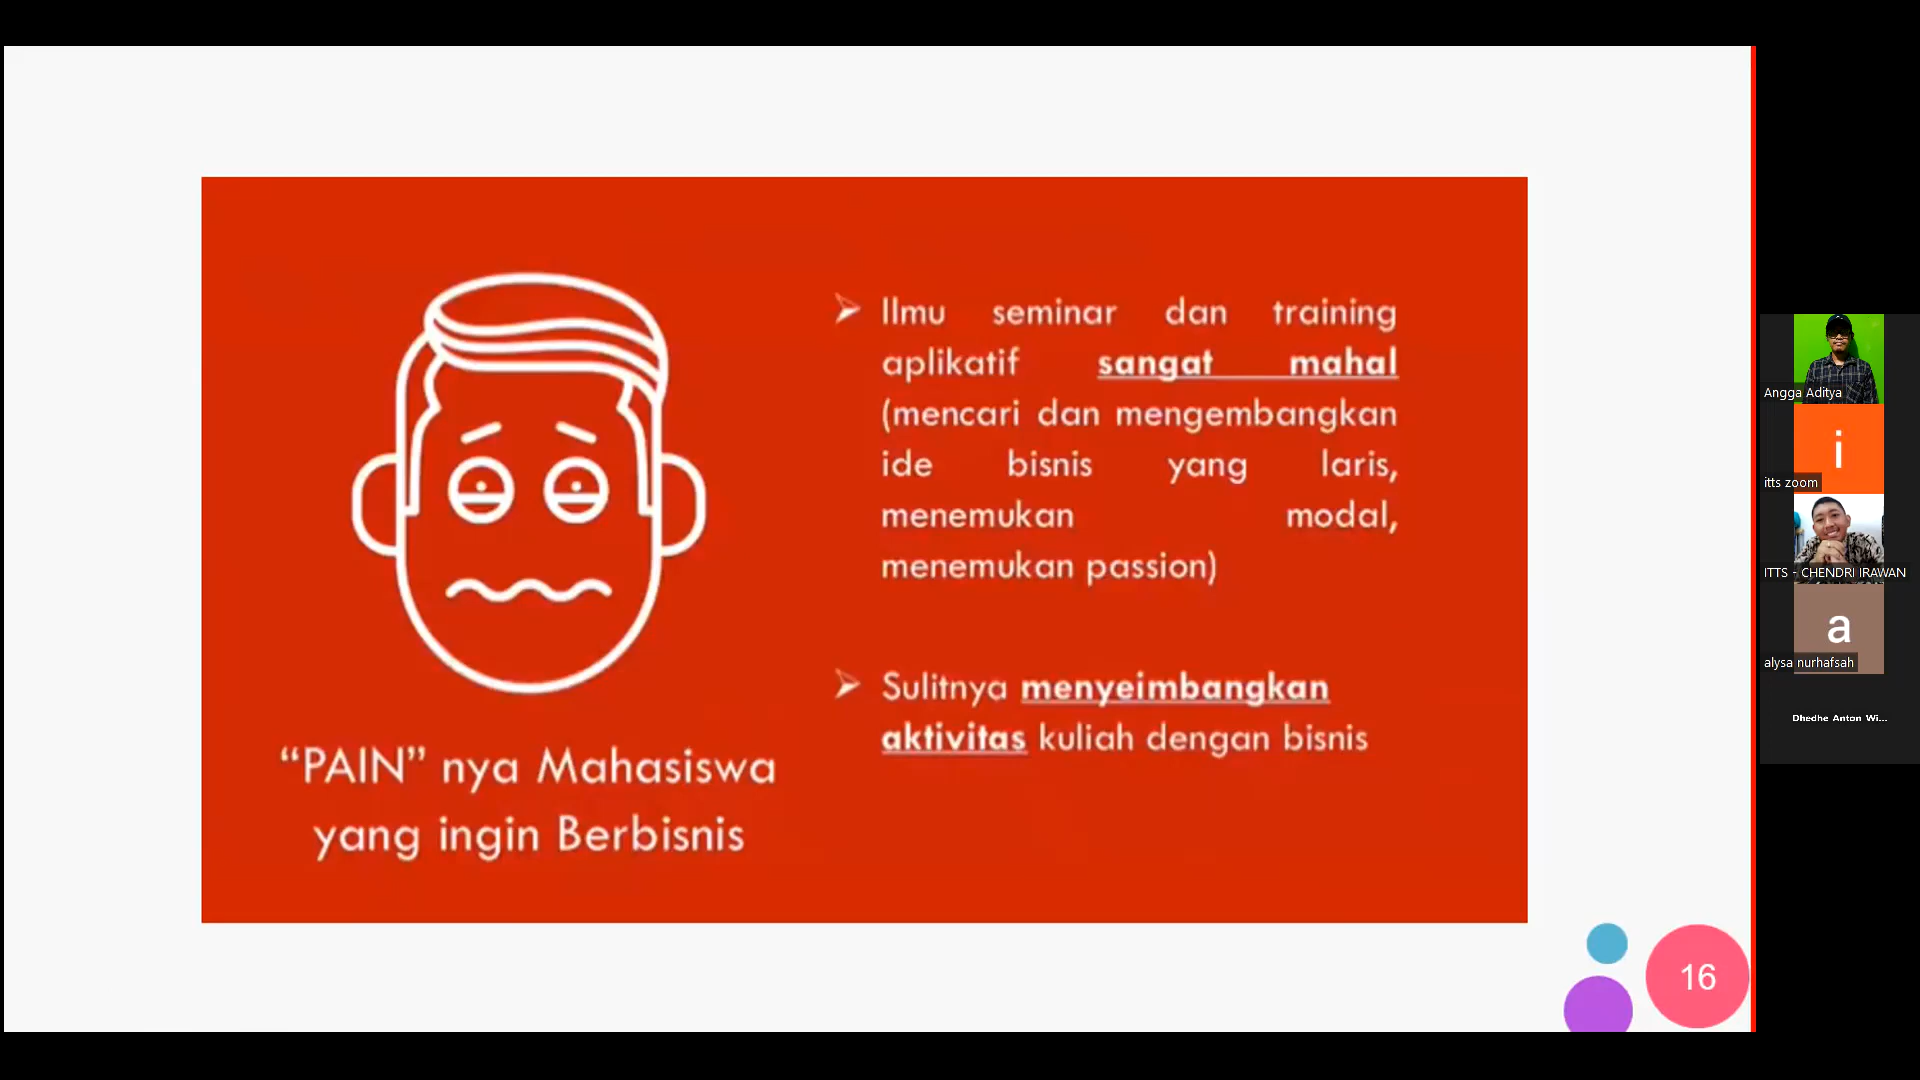 Ilmu seminar dan training
aplikatif sangat mahal
(mencari dan mengembangkan
ide bisnis yang laris,
menemukan modal,
menemukan passion)
Sulitnya menyeimbangkan
aktivitas kuliah dengan bisnis
“PAIN” nya Mahasiswa
yang ingin Berbisnis
16
Angga Aditya
i
itts zoom
ITTS - CHENDRI IRAWAN
a
alysa nurhafsah
Dhedhe Anton Wi...